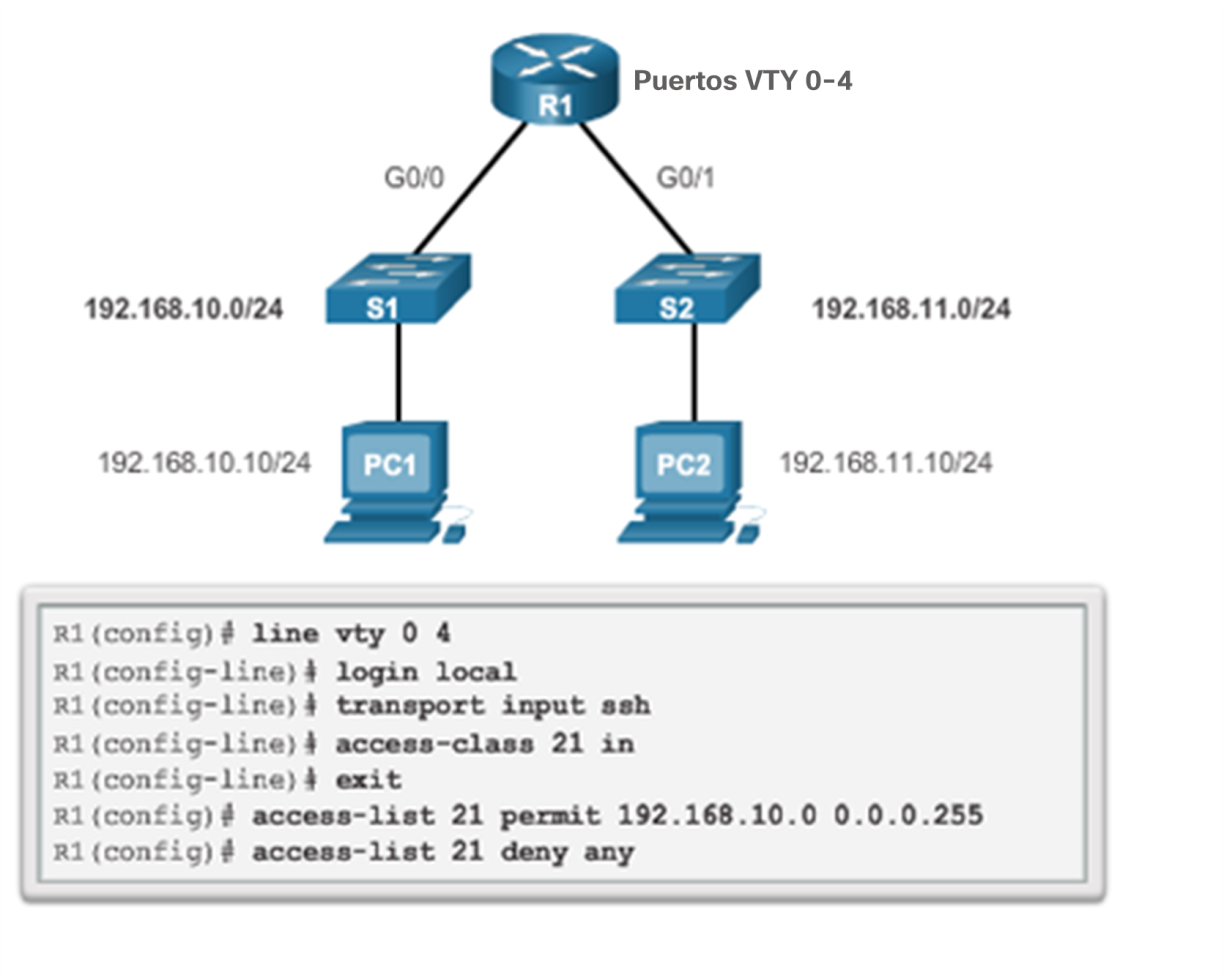 R1
Puertos VTY 0-4
G0/0
G0/1
192.168.10.0/24
S1
S2
192.168.11.0/24
192.168.10.10/24
PC1
PC2
192.168.11.10/24
R1(config)# line vty 0 4
R1(config-line)# login local
R1(config-line)# transport input ssh
R1(config-line)# access-class 21 in
R1(config-line)# exit
R1(config)# access-list 21 permit 192.168.10.0 0.0.0.255
R1(config)# access-list 21 deny any